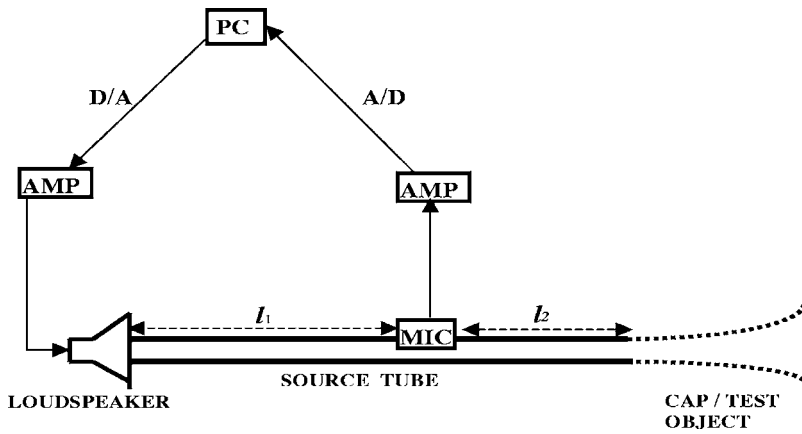 PC
D/A
A/D
AMP
AMP
l1
MIC
l2
SOURCE TUBE
LOUDSPEAKER
CAP / TEST
OBJECT